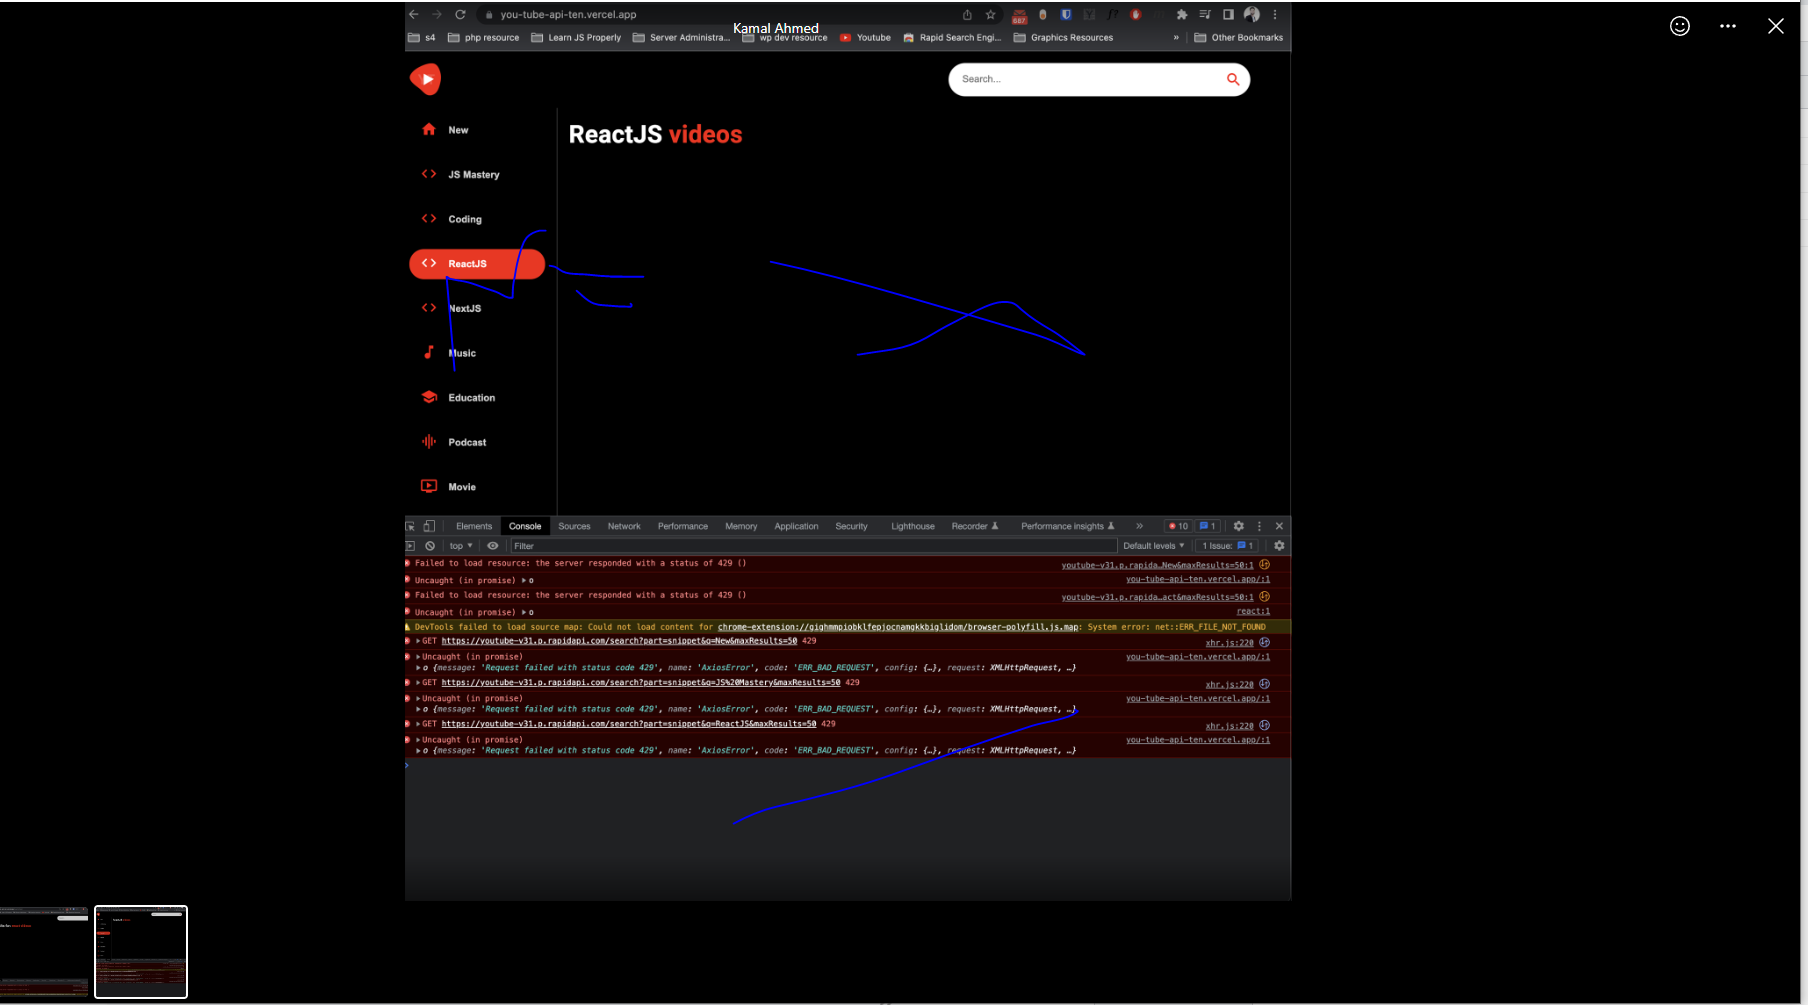 you-tube-api-ten.vercel.app
687
Kamal Ahmed
s4 php resource Learn JS Properly Server Administra... wp dev resource Youtube Rapid Search Engi... Graphics Resources » Other Bookmarks
Search...
New
JS Mastery
Coding
ReactJS
NextJS
Music
Education
Podcast
Movie
ReactJS videos
Elements Console Sources Network Performance Memory Application Security Lighthouse Recorder Performance insights » 10 1
top Filter Default levels 1 Issue: 1
Failed to load resource: the server responded with a status of 429 () youtube-v31.p.rapida…New&maxResults=50:1
Uncaught (in promise) ▸ o you-tube-api-ten.vercel.app/:1
Failed to load resource: the server responded with a status of 429 () youtube-v31.p.rapida…act&maxResults=50:1
Uncaught (in promise) ▸ o react:1
DevTools failed to load source map: Could not load content for chrome-extension://gighmmpiobklfepjocnamgkkbiglidom/browser-polyfill.js.map: System error: net::ERR_FILE_NOT_FOUND
▸ GET https://youtube-v31.p.rapidapi.com/search?part=snippet&q=New&maxResults=50 429 xhr.js:220
▸ Uncaught (in promise) you-tube-api-ten.vercel.app/:1
▸ o {message: 'Request failed with status code 429', name: 'AxiosError', code: 'ERR_BAD_REQUEST', config: {…}, request: XMLHttpRequest, …}
▸ GET https://youtube-v31.p.rapidapi.com/search?part=snippet&q=JS%20Mastery&maxResults=50 429 xhr.js:220
▸ Uncaught (in promise) you-tube-api-ten.vercel.app/:1
▸ o {message: 'Request failed with status code 429', name: 'AxiosError', code: 'ERR_BAD_REQUEST', config: {…}, request: XMLHttpRequest, …}
▸ GET https://youtube-v31.p.rapidapi.com/search?part=snippet&q=ReactJS&maxResults=50 429 xhr.js:220
▸ Uncaught (in promise) you-tube-api-ten.vercel.app/:1
▸ o {message: 'Request failed with status code 429', name: 'AxiosError', code: 'ERR_BAD_REQUEST', config: {…}, request: XMLHttpRequest, …}